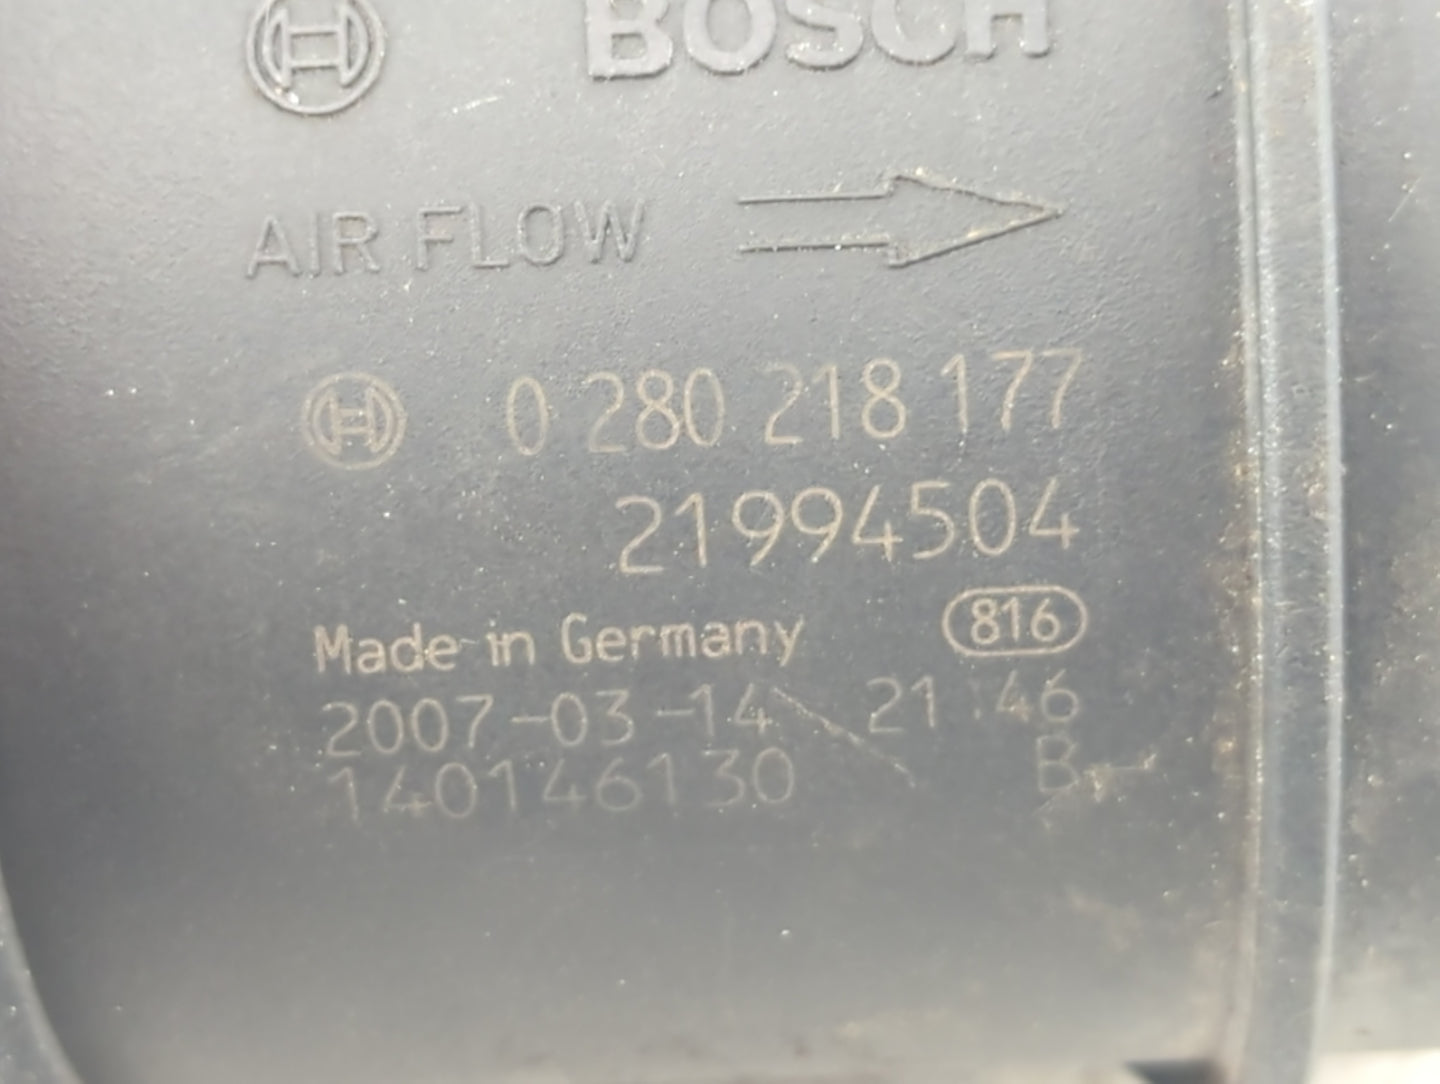 BOSCH
AIR FLOW
0 280 218 177
21994504
Made in Germany 816
2007-03-14 21:46
140146130 B